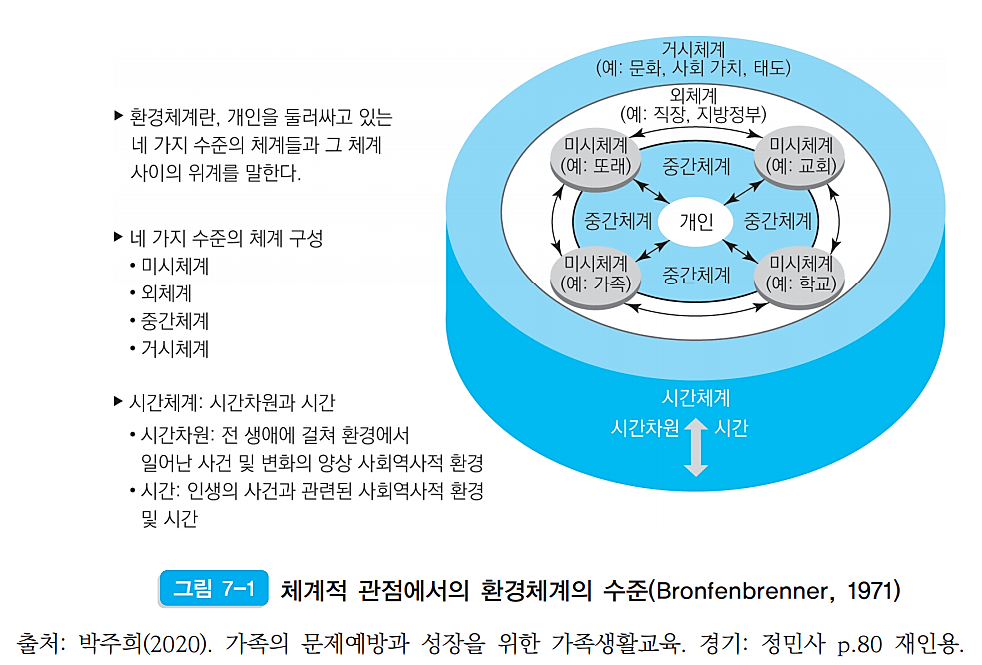 ▶ 환경체계란, 개인을 둘러싸고 있는
네 가지 수준의 체계들과 그 체계
사이의 위계를 말한다.
▶ 네 가지 수준의 체계 구성
• 미시체계
• 외체계
• 중간체계
• 거시체계
▶ 시간체계: 시간차원과 시간
• 시간차원: 전 생애에 걸쳐 환경에서
일어난 사건 및 변화의 양상 사회역사적 환경
• 시간: 인생의 사건과 관련된 사회역사적 환경
및 시간
거시체계
(예: 문화, 사회 가치, 태도)
외체계
(예: 직장, 지방정부)
미시체계
(예: 또래)
중간체계
미시체계
(예: 교회)
중간체계
개인
중간체계
미시체계
(예: 가족)
중간체계
미시체계
(예: 학교)
시간체계
시간차원
시간
그림 7-1 체계적 관점에서의 환경체계의 수준(Bronfenbrenner, 1971)
출처: 박주희(2020). 가족의 문제예방과 성장을 위한 가족생활교육. 경기: 정민사 p.80 재인용.